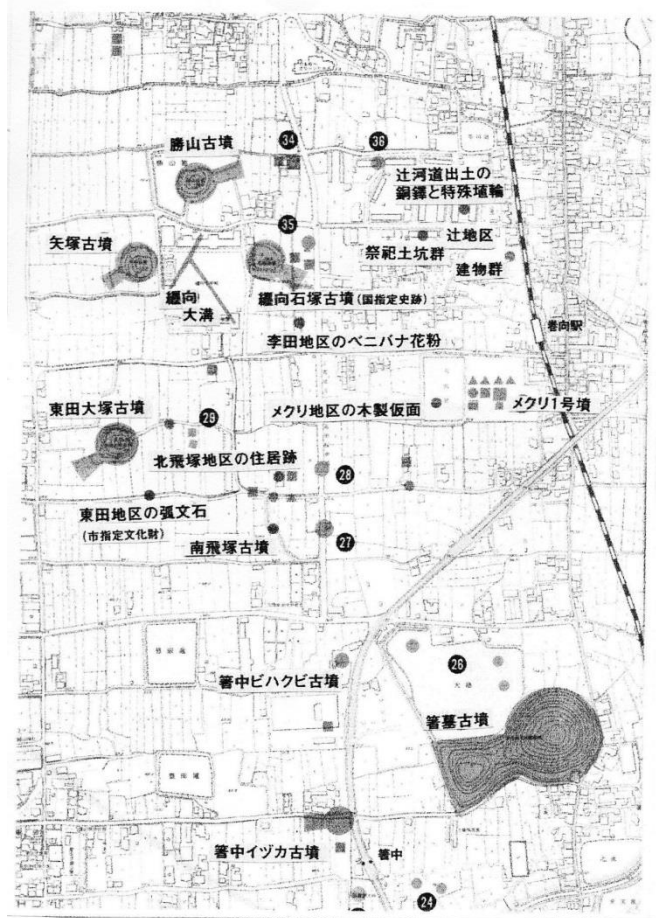 34
36
勝山古墳
辻河道出土の
銅鐸と特殊埴輪
35
矢塚古墳
辻地区
祭祀土坑群
建物群
纒向
大溝
纒向石塚古墳(国指定史跡)
巻向駅
李田地区のベニバナ花粉
東田大塚古墳
29
メクリ地区の木製仮面
メクリ1号墳
北飛塚地区の住居跡
28
東田地区の弧文石
(市指定文化財)
南飛塚古墳
27
箸中ビハクビ古墳
26
大池
箸墓古墳
箸中イヅカ古墳
箸中
24